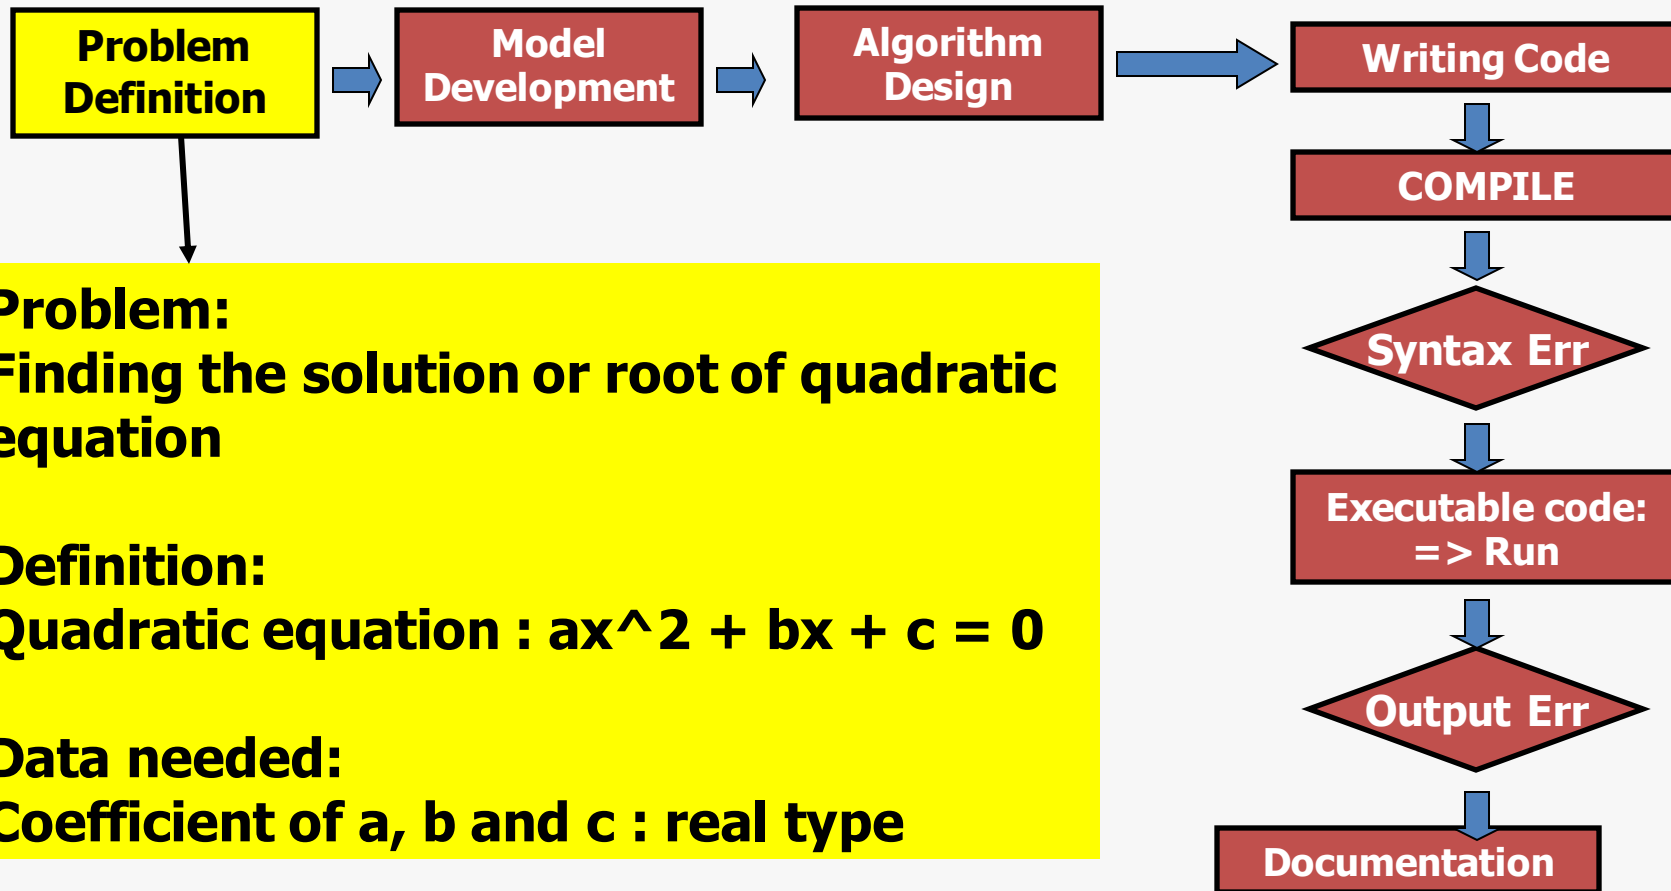 Problem
Definition
Model
Development
Algorithm
Design
Writing Code
COMPILE
Syntax Err
Executable code:
=> Run
Output Err
Documentation
Problem:
Finding the solution or root of quadratic
equation
Definition:
Quadratic equation : ax^2 + bx + c = 0
Data needed:
Coefficient of a, b and c : real type